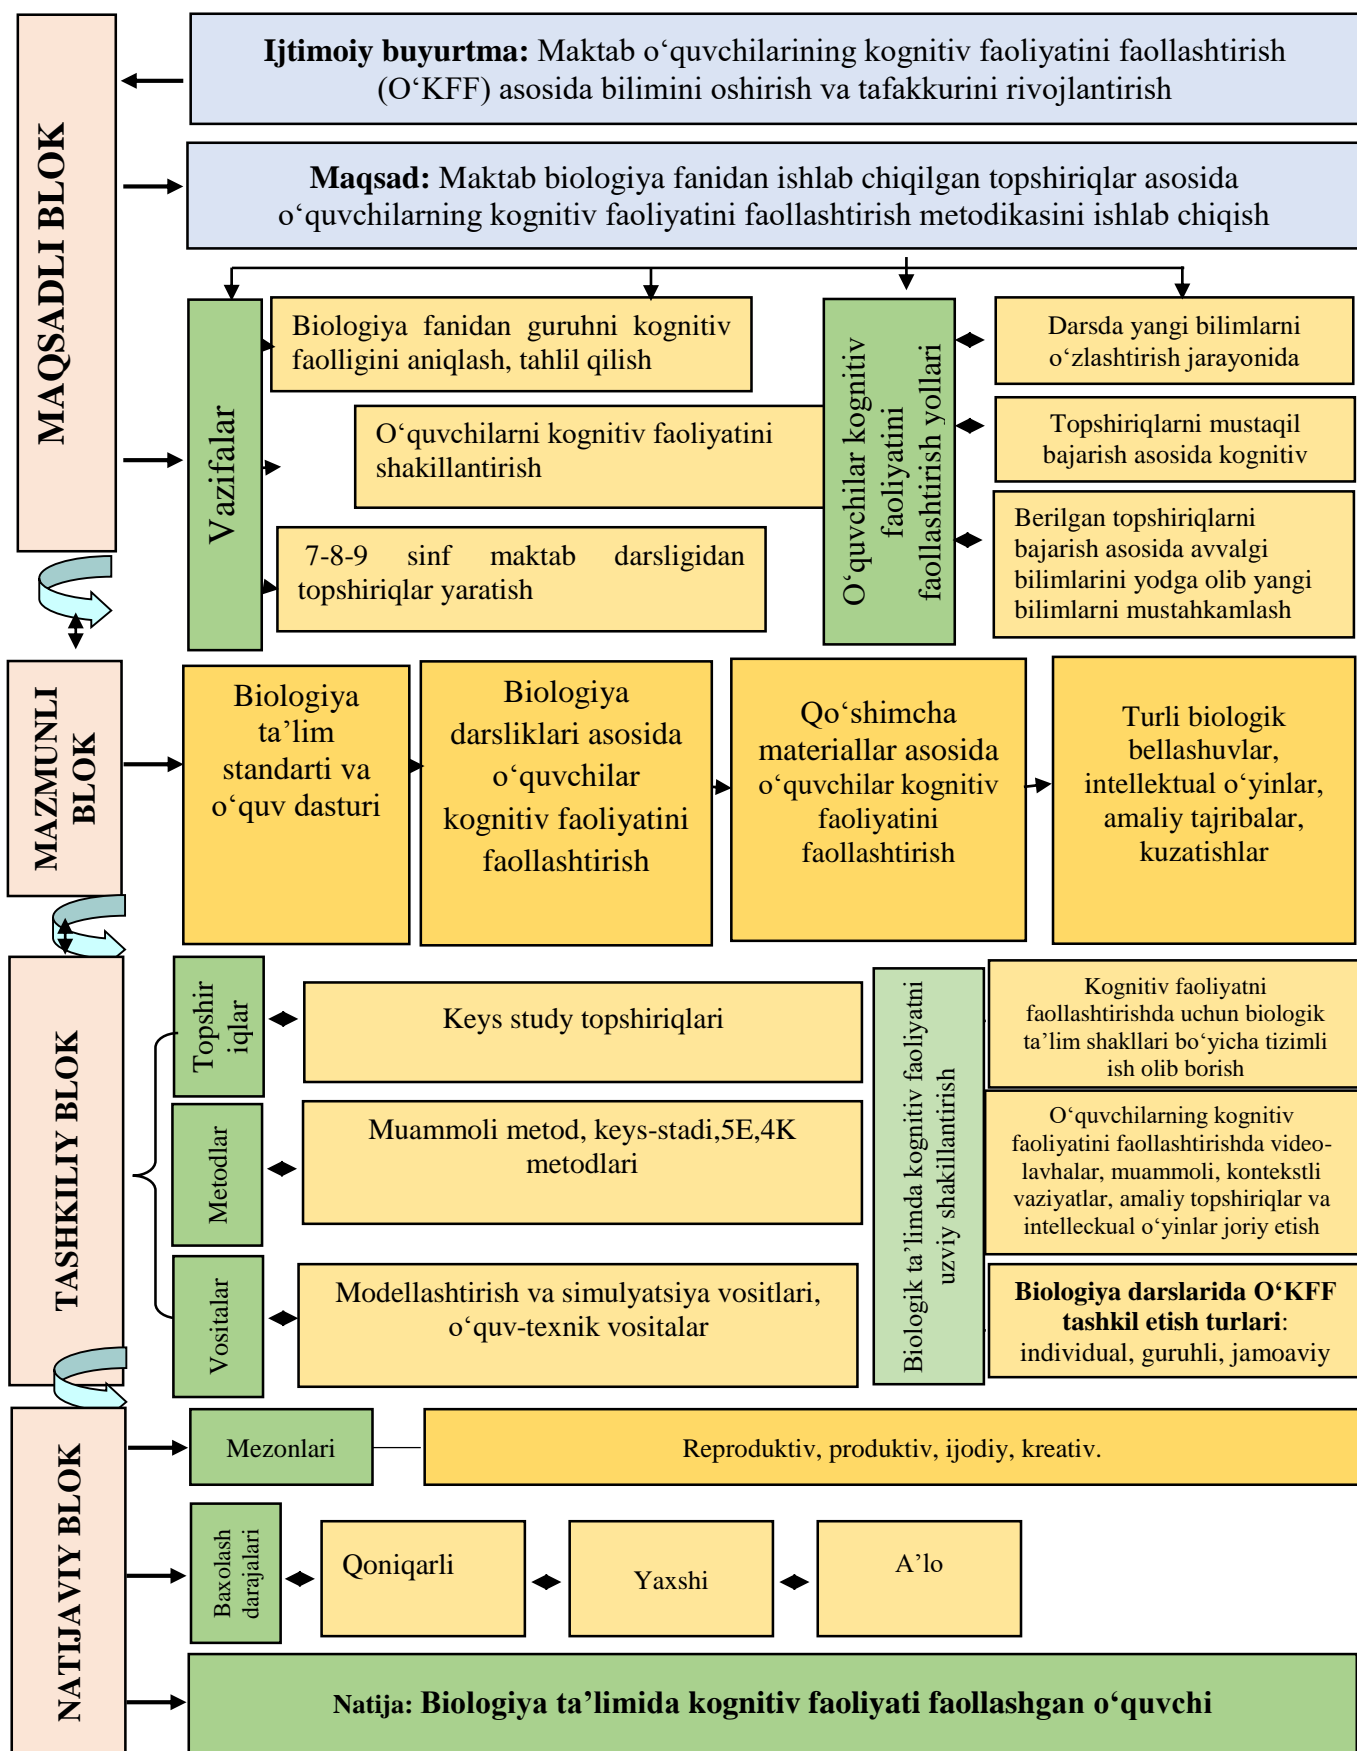 MAQSADLI BLOK
Ijtimoiy buyurtma: Maktab o‘quvchilarining kognitiv faoliyatini faollashtirish
(O‘KFF) asosida bilimini oshirish va tafakkurini rivojlantirish
Maqsad: Maktab biologiya fanidan ishlab chiqilgan topshiriqlar asosida
o‘quvchilarning kognitiv faoliyatini faollashtirish metodikasini ishlab chiqish
Vazifalar
Biologiya fanidan guruhni kognitiv
faolligini aniqlash, tahlil qilish
O‘quvchilarni kognitiv faoliyatini
shakillantirish
7-8-9 sinf maktab darsligidan
topshiriqlar yaratish
O‘quvchilar kognitiv
faoliyatini
faollashtirish yollari
Darsda yangi bilimlarni
o‘zlashtirish jarayonida
Topshiriqlarni mustaqil
bajarish asosida kognitiv
Berilgan topshiriqlarni
bajarish asosida avvalgi
bilimlarini yodga olib yangi
bilimlarni mustahkamlash
MAZMUNLI
BLOK
Biologiya
ta’lim
standarti va
o‘quv dasturi
Biologiya
darsliklari asosida
o‘quvchilar
kognitiv faoliyatini
faollashtirish
Qo‘shimcha
materiallar asosida
o‘quvchilar kognitiv
faoliyatini
faollashtirish
Turli biologik
bellashuvlar,
intellektual o‘yinlar,
amaliy tajribalar,
kuzatishlar
TASHKILIY BLOK
Topshir
iqlar
Keys study topshiriqlari
Metodlar
Muammoli metod, keys-stadi,5E,4K
metodlari
Vositalar
Modellashtirish va simulyatsiya vositlari,
o‘quv-texnik vositalar
Biologik ta’limda kognitiv faoliyatni
uzviy shakillantirish
Kognitiv faoliyatni
faollashtirishda uchun biologik
ta’lim shakllari bo‘yicha tizimli
ish olib borish
O‘quvchilarning kognitiv
faoliyatini faollashtirishda video-
lavhalar, muammoli, kontekstli
vaziyatlar, amaliy topshiriqlar va
intelleckual o‘yinlar joriy etish
Biologiya darslarida O‘KFF
tashkil etish turlari:
individual, guruhli, jamoaviy
NATIJAVIY BLOK
Mezonlari
Reproduktiv, produktiv, ijodiy, kreativ.
Baxolash
darajalari
Qoniqarli
Yaxshi
A’lo
Natija: Biologiya ta’limida kognitiv faoliyati faollashgan o‘quvchi